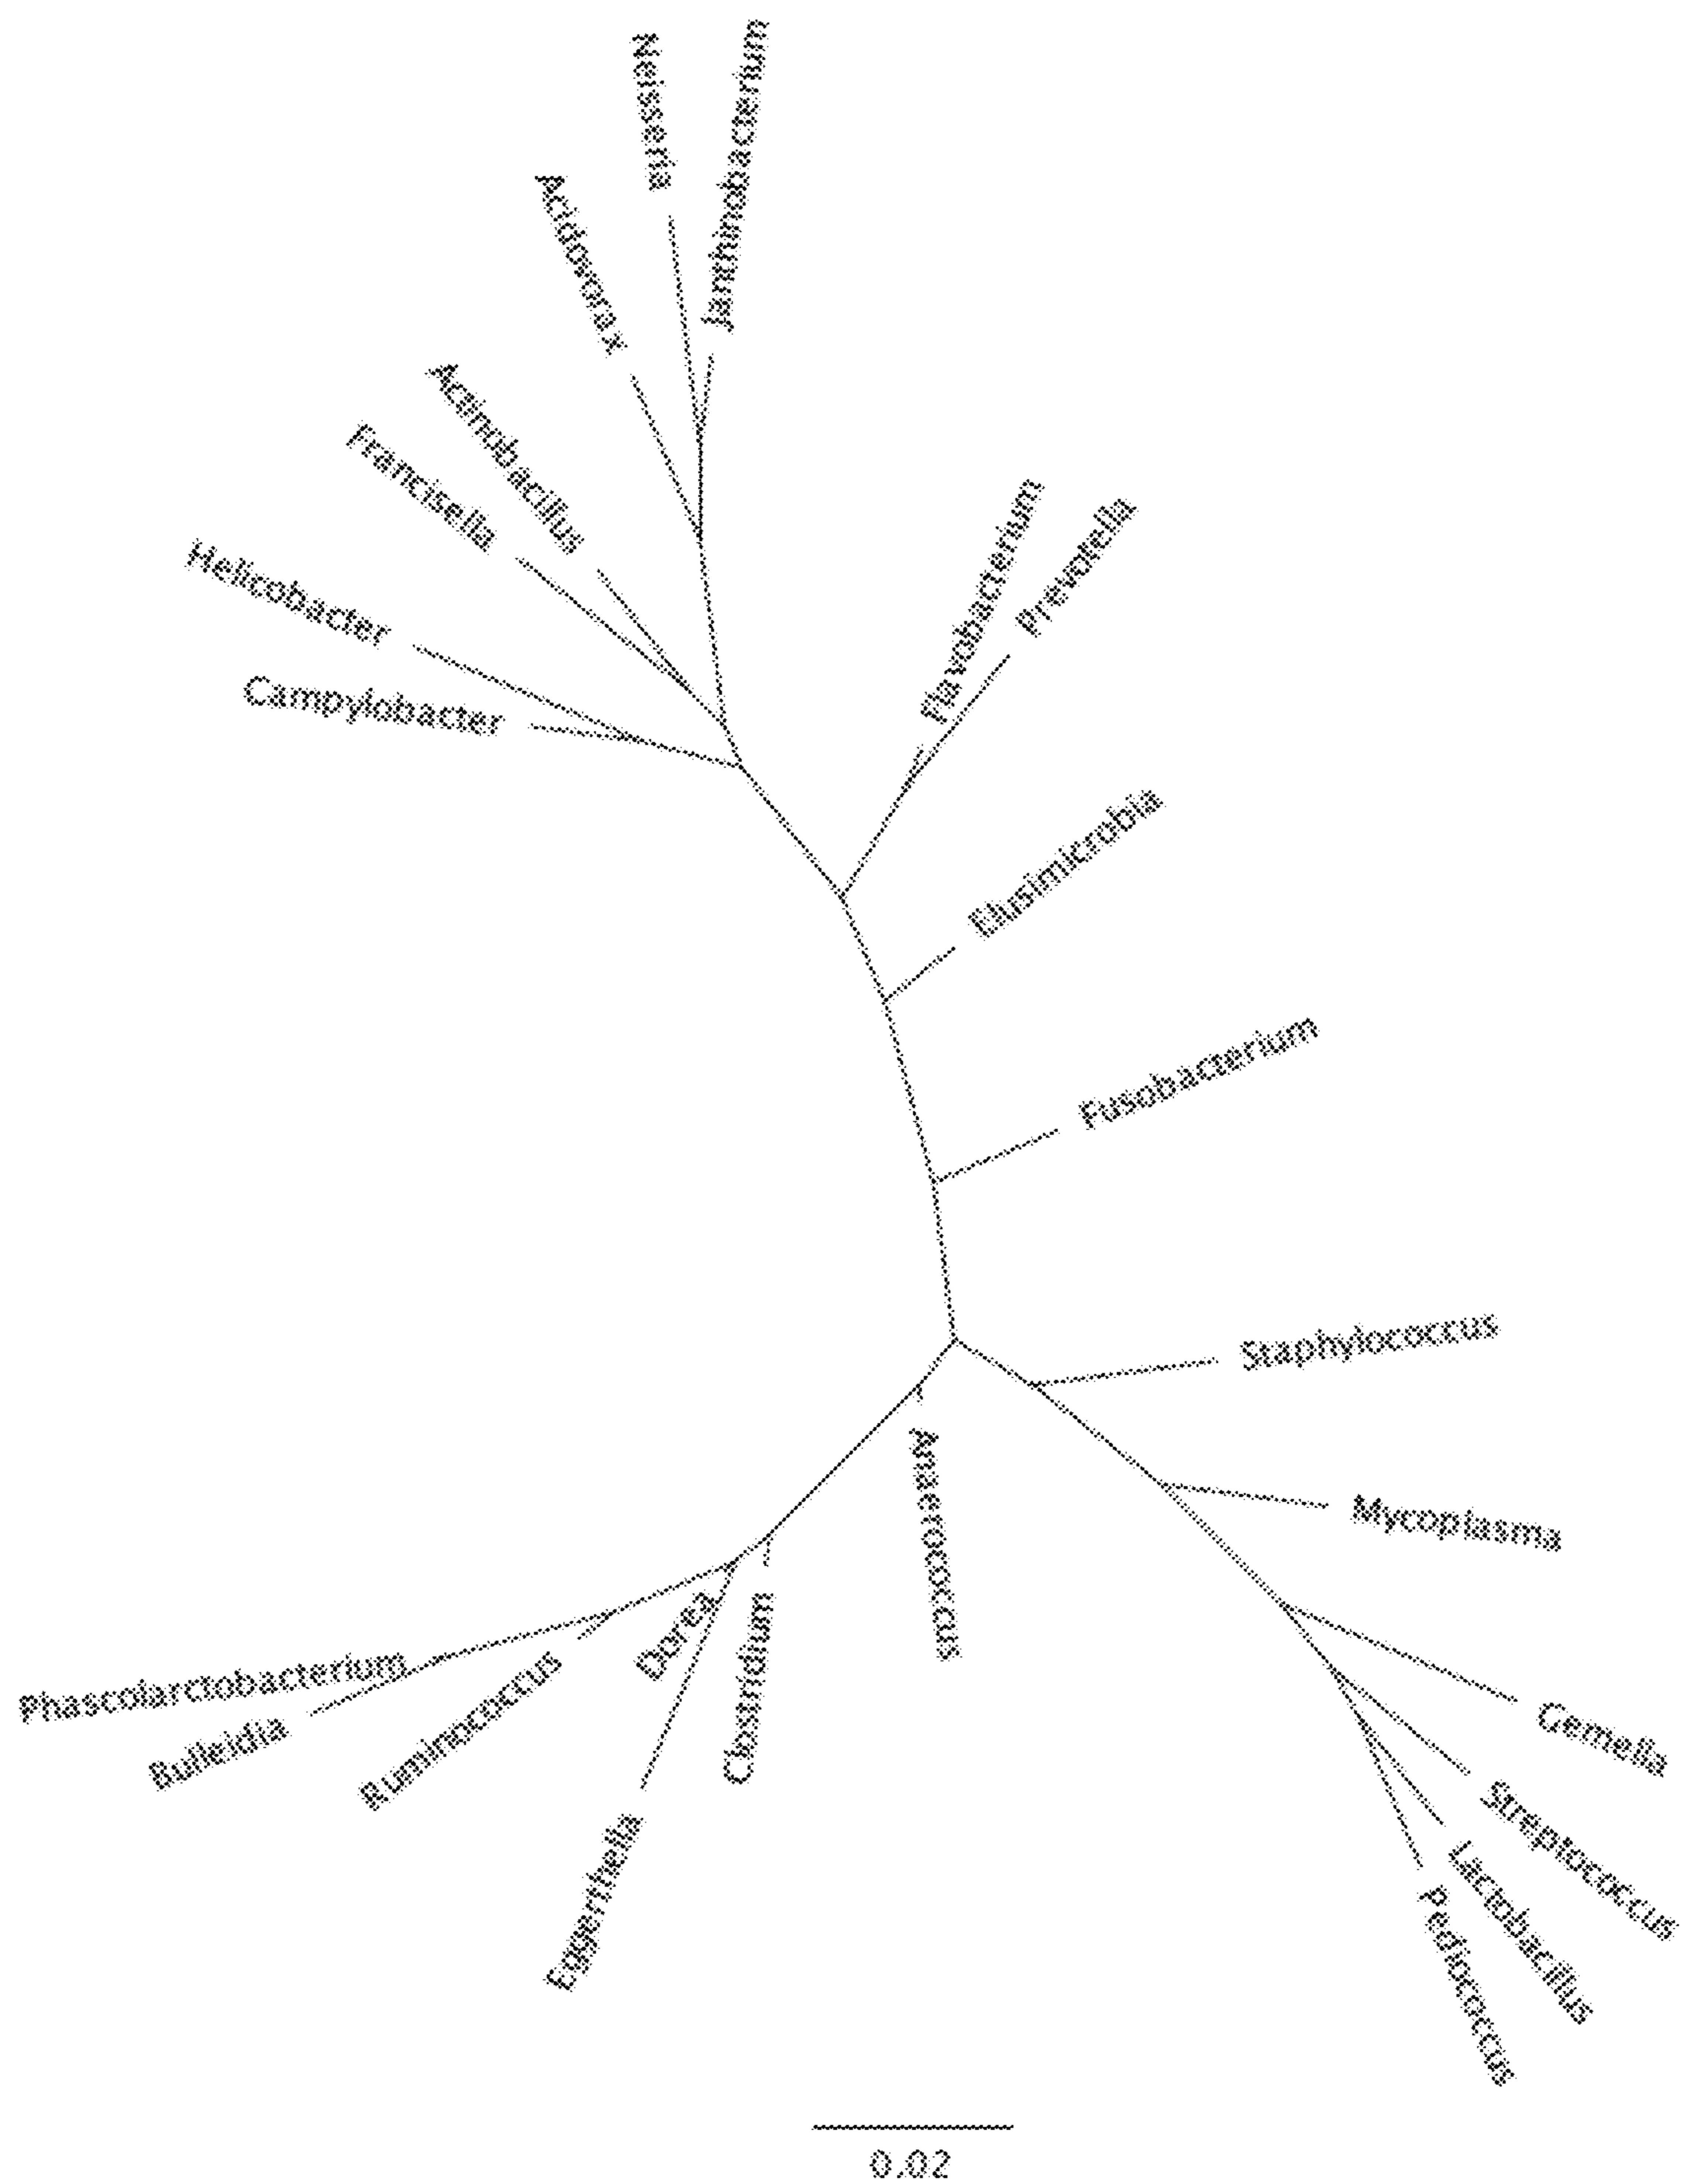 Neisseria
Janthinobacterium
Acidovorax
Actinobacillus
Francisella
Helicobacter
Campylobacter
Flavobacterium
Prevotella
Elusimicrobia
Fusobacterium
Staphylococcus
Mycoplasma
Gemella
Streptococcus
Lactobacillus
Pediococcus
Anaerococcus
Clostridium
Dorea
Eggerthella
Ruminococcus
Bulleidia
Phascolarctobacterium
0.02